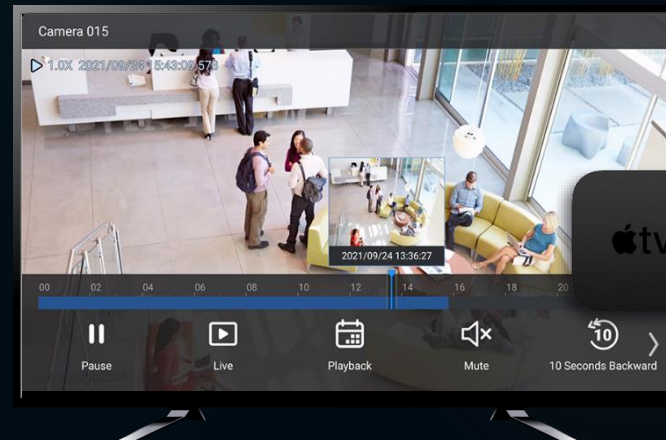 Camera 015
1.0X 2021/09/24 15:43:09.573
2021/09/24 13:36:27
00 02 04 06 08 10 12 14 16 18 20
Pause
Live
Playback
Mute
10
10 Seconds Backward
tv